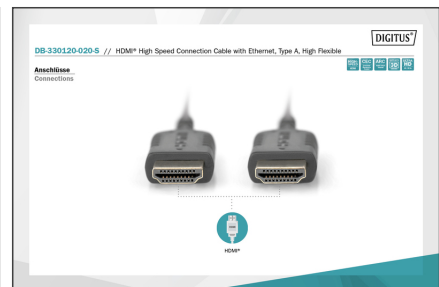 DIGITUS®
DB-330120-020-S // HDMI® High Speed Connection Cable with Ethernet, Type A, High Flexible
Anschlüsse
Connections
HDMI®